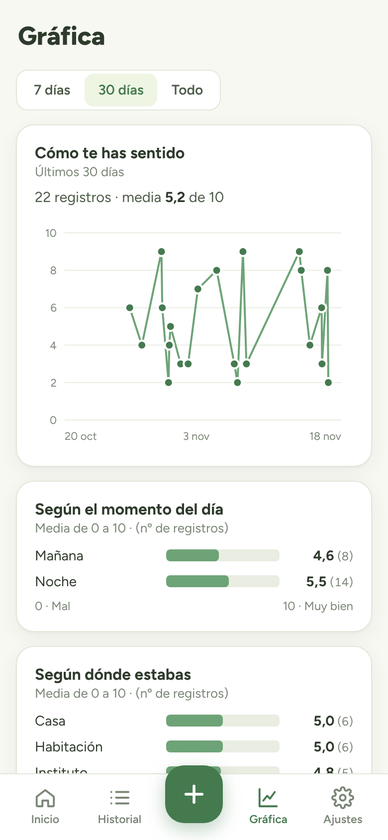 Gráfica
7 días 30 días Todo
Cómo te has sentido
Últimos 30 días
22 registros · media 5,2 de 10
10
8
6
4
2
0
20 oct 3 nov 18 nov
Según el momento del día
Media de 0 a 10 · (nº de registros)
Mañana 4,6 (8)
Noche 5,5 (14)
0 · Mal 10 · Muy bien
Según dónde estabas
Media de 0 a 10 · (nº de registros)
Casa 5,0 (6)
Habitación 5,0 (6)
Instituto 4,8 (5)
Inicio Historial Gráfica Ajustes